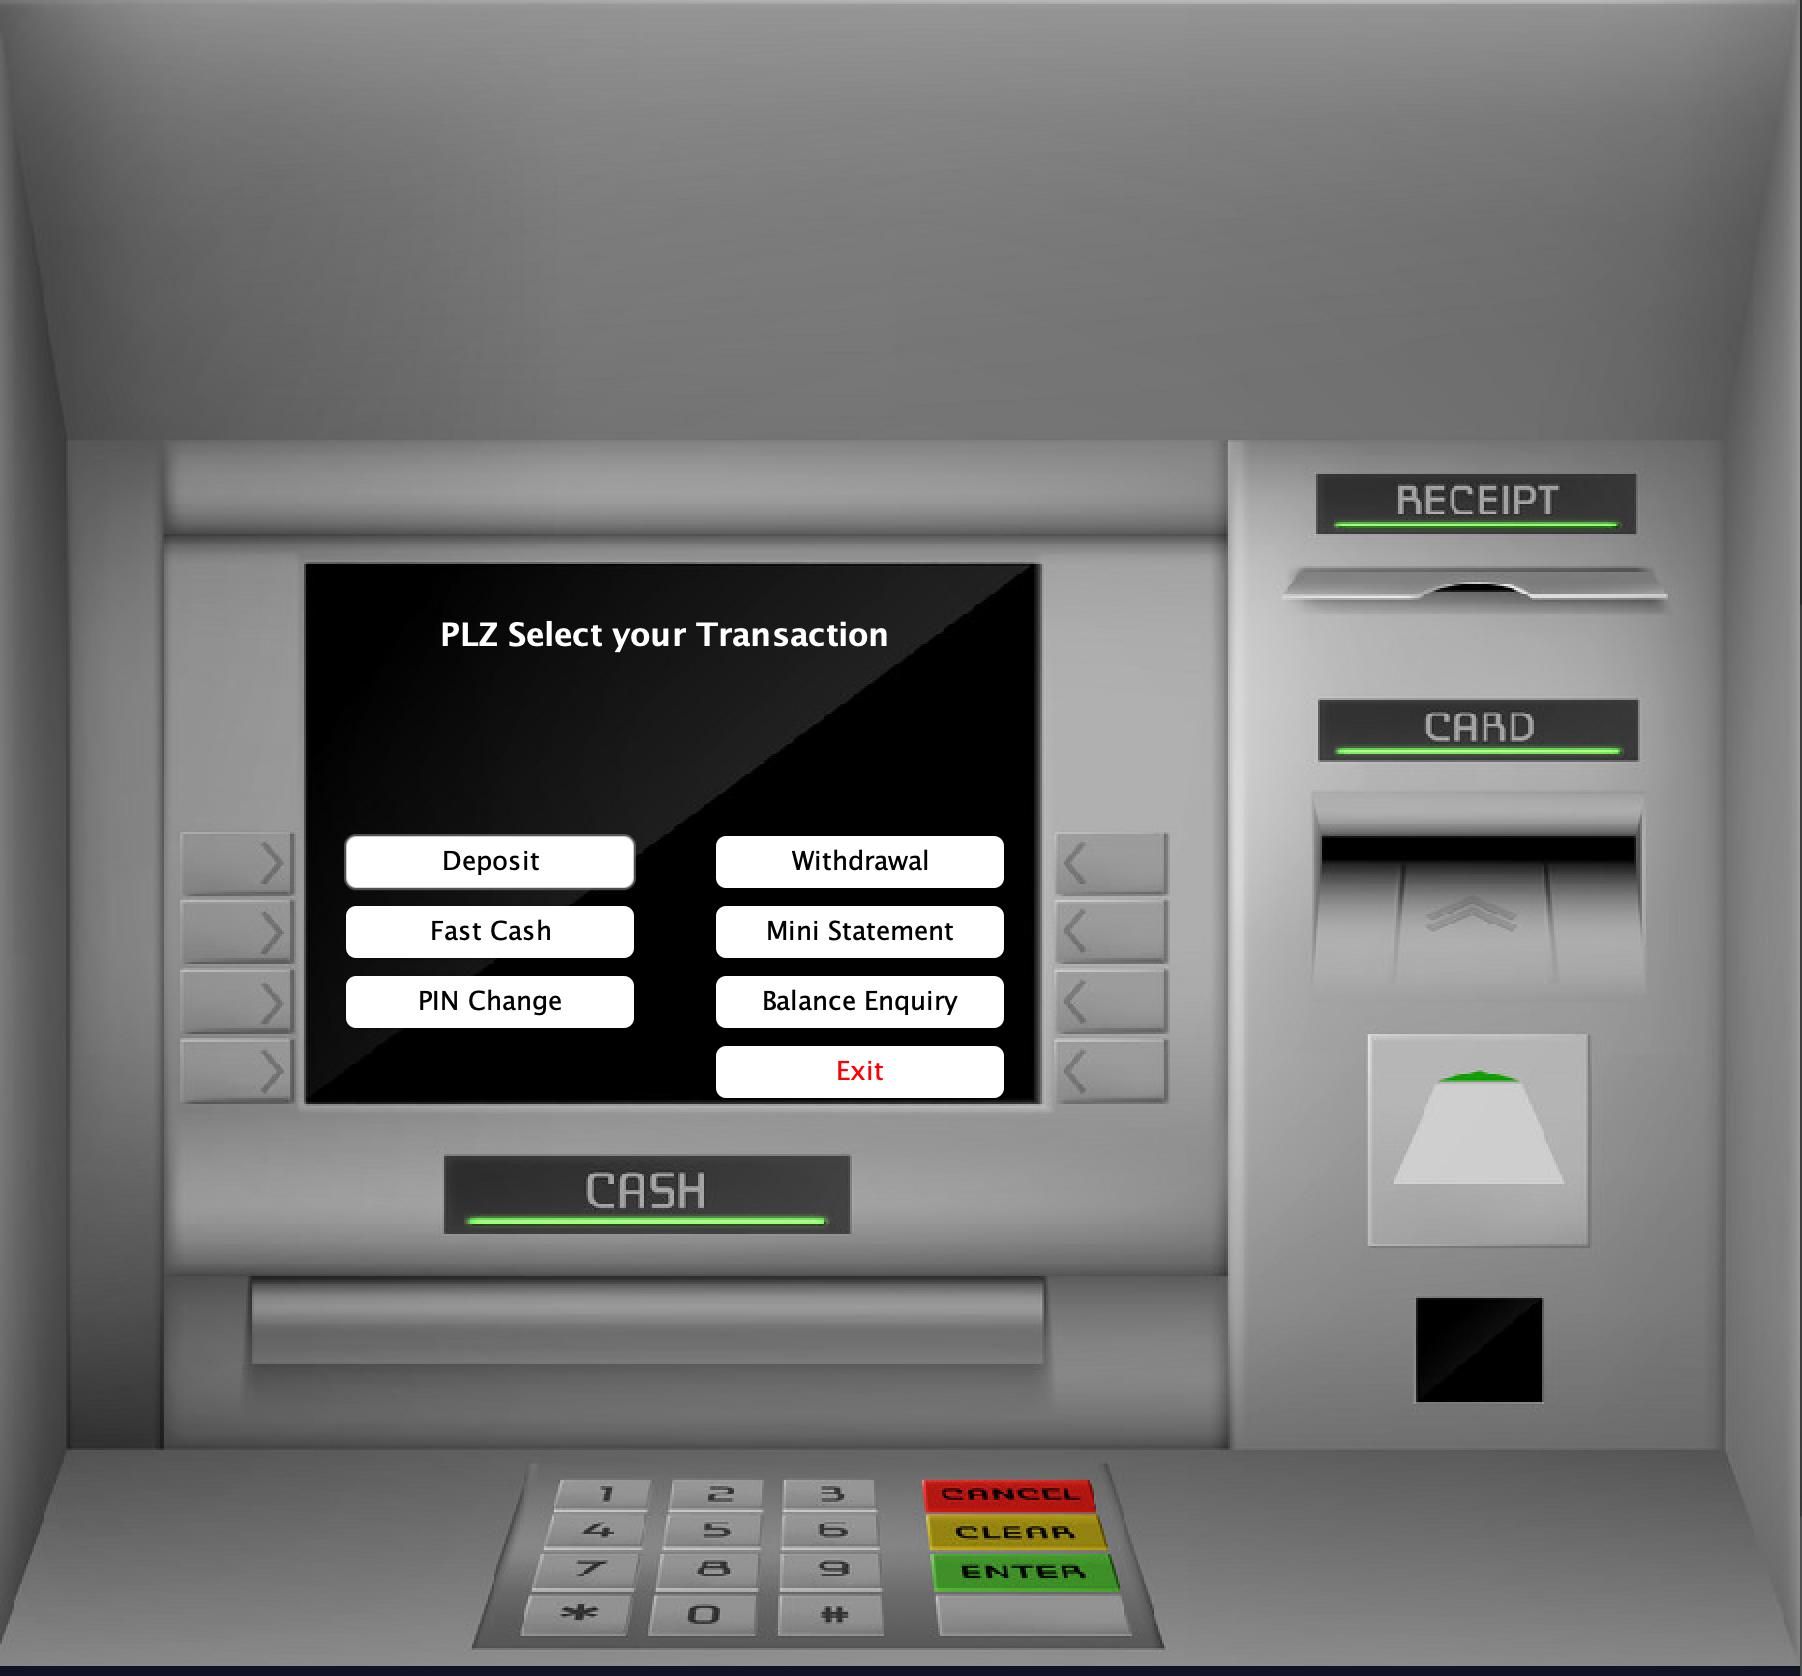 RECEIPT
PLZ Select your Transaction
CARD
Deposit
Withdrawal
Fast Cash
Mini Statement
PIN Change
Balance Enquiry
Exit
CASH
1 2 3 CANCEL
4 5 6 CLEAR
7 8 9 ENTER
* 0 #